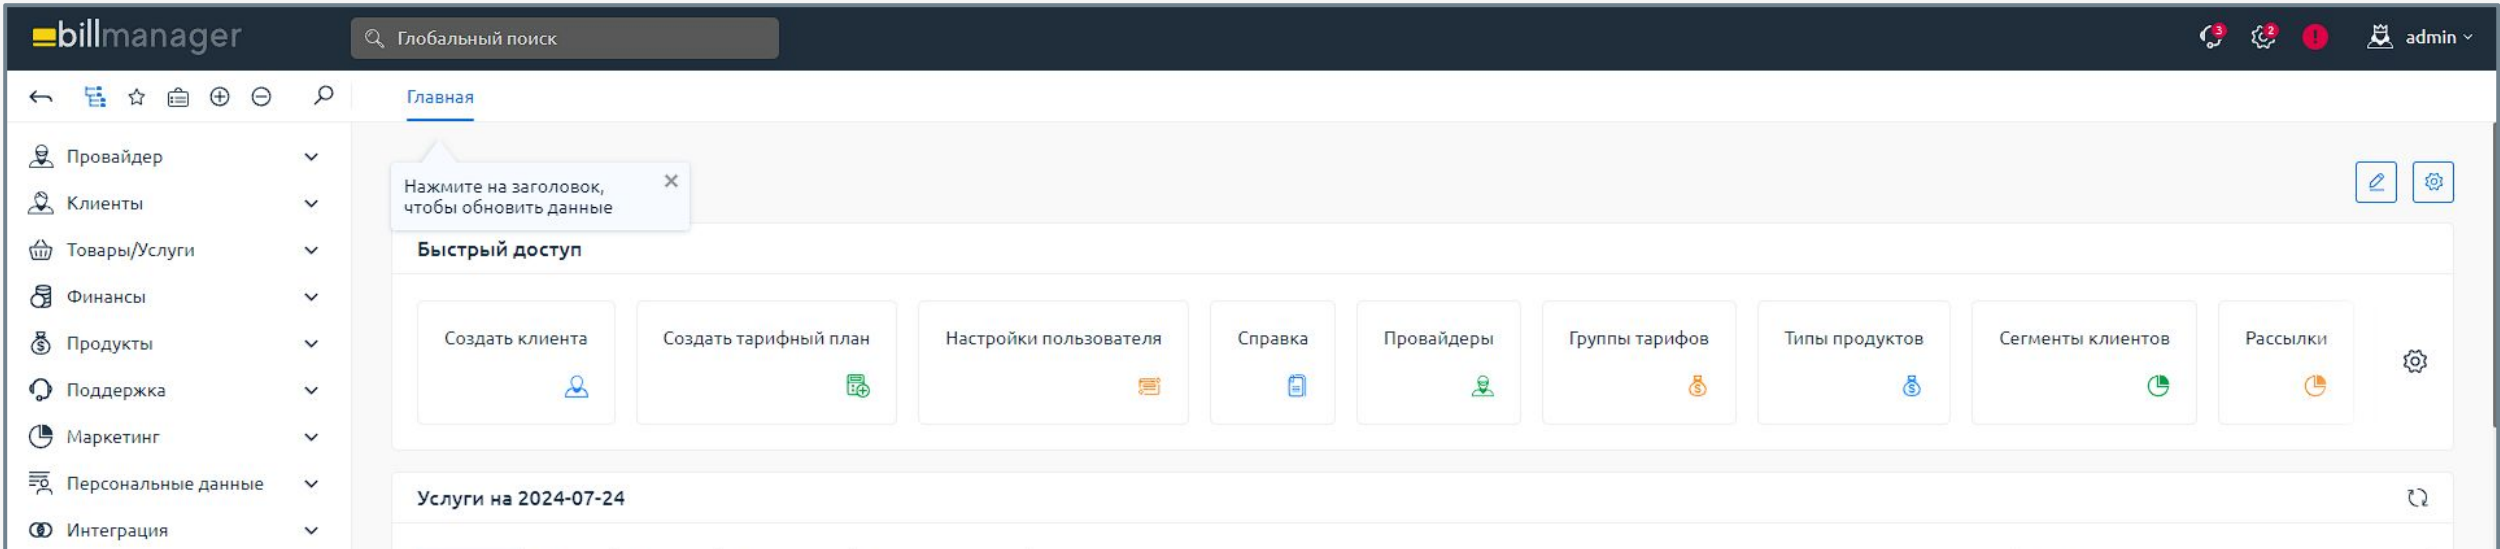 billmanager
Глобальный поиск
3
2
!
admin
Главная
Провайдер
Клиенты
Товары/Услуги
Финансы
Продукты
Поддержка
Маркетинг
Персональные данные
Интеграция
Нажмите на заголовок,
чтобы обновить данные
Быстрый доступ
Создать клиента
Создать тарифный план
Настройки пользователя
Справка
Провайдеры
Группы тарифов
Типы продуктов
Сегменты клиентов
Рассылки
Услуги на 2024-07-24